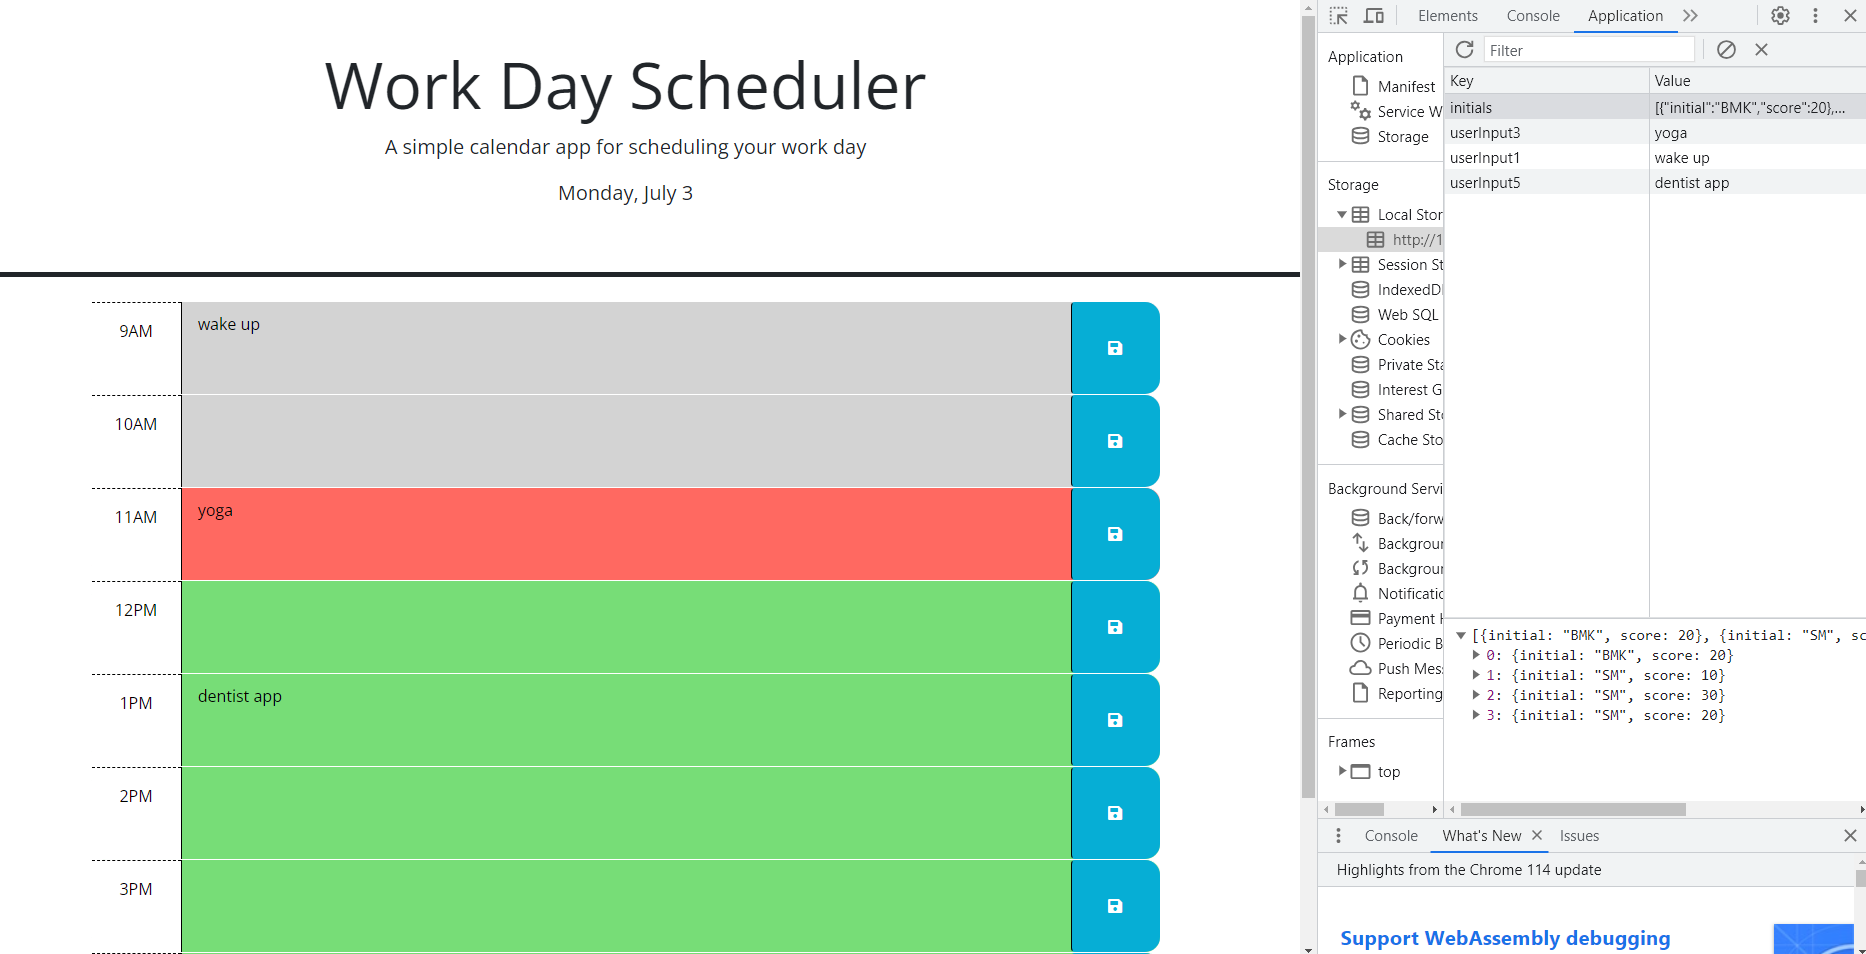 Work Day Scheduler
A simple calendar app for scheduling your work day
Monday, July 3
9AM
wake up
10AM
11AM
yoga
12PM
1PM
dentist app
2PM
3PM
Elements
Console
Application
Application
Manifest
Service W
Storage
Storage
Local Stor
http://1
Session St
IndexedD
Web SQL
Cookies
Private Sta
Interest G
Shared Sto
Cache Sto
Background Servi
Back/forw
Backgrour
Backgrour
Notificatio
Payment H
Periodic B
Push Mes
Reporting
Frames
top
Filter
Key Value
initials [{"initial":"BMK","score":20},...
userInput3 yoga
userInput1 wake up
userInput5 dentist app
[{initial: "BMK", score: 20}, {initial: "SM", sc
0: {initial: "BMK", score: 20}
1: {initial: "SM", score: 10}
2: {initial: "SM", score: 30}
3: {initial: "SM", score: 20}
Console What's New Issues
Highlights from the Chrome 114 update
Support WebAssembly debugging